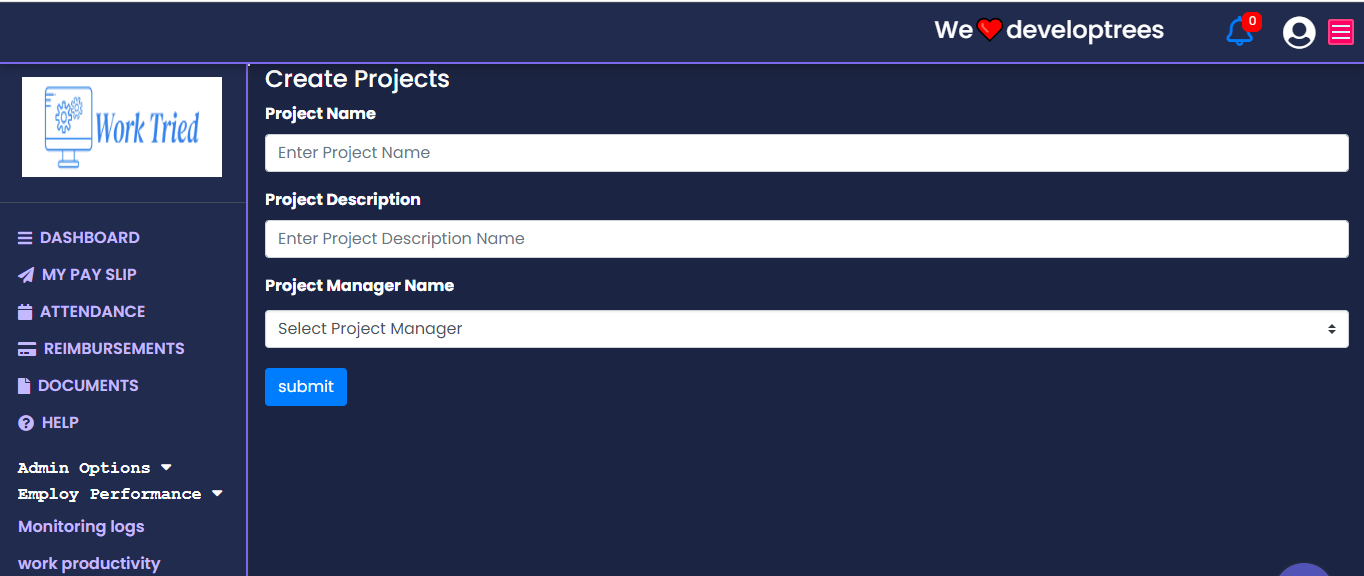 We ❤ developtrees
0
Work Tried
DASHBOARD
MY PAY SLIP
ATTENDANCE
REIMBURSEMENTS
DOCUMENTS
HELP
Admin Options
Employ Performance
Monitoring logs
work productivity
Create Projects
Project Name
Enter Project Name
Project Description
Enter Project Description Name
Project Manager Name
Select Project Manager
submit